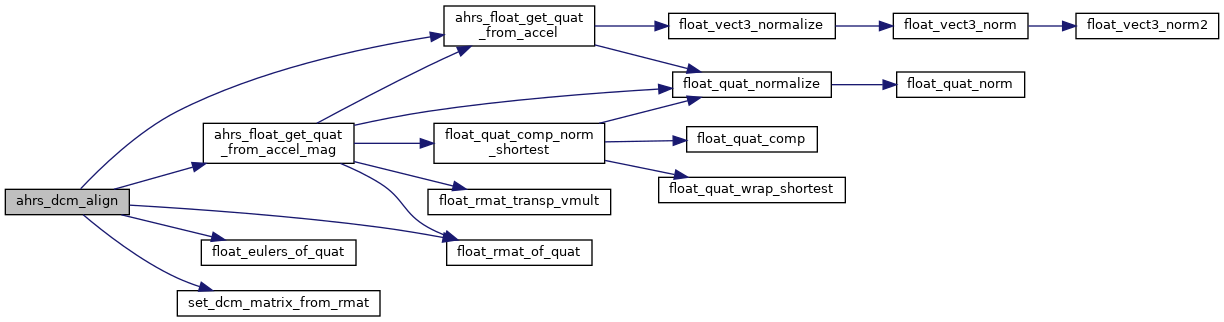 ahrs_float_get_quat
_from_accel
float_vect3_normalize
float_vect3_norm
float_vect3_norm2
float_quat_normalize
float_quat_norm
ahrs_float_get_quat
_from_accel_mag
float_quat_comp_norm
_shortest
float_quat_comp
float_quat_wrap_shortest
ahrs_dcm_align
float_rmat_transp_vmult
float_eulers_of_quat
float_rmat_of_quat
set_dcm_matrix_from_rmat